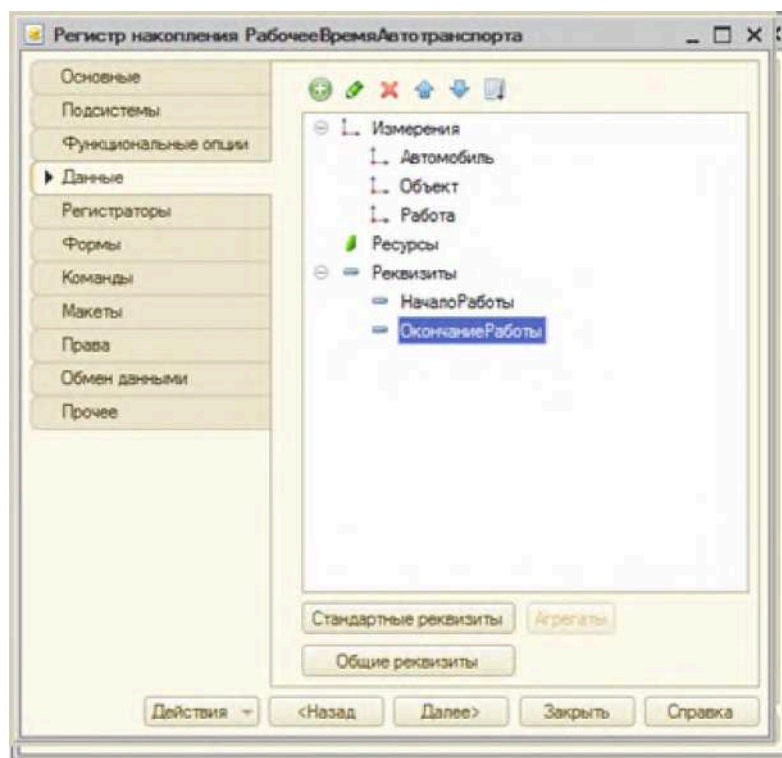 Регистр накопления РабочееВремяАвтотранспорта
Основные
Подсистемы
Функциональные опции
Данные
Регистраторы
Формы
Команды
Макеты
Права
Обмен данными
Прочее
Измерения
Автомобиль
Объект
Работа
Ресурсы
Реквизиты
НачалоРаботы
ОкончаниеРаботы
Стандартные реквизиты Агрегаты
Общие реквизиты
Действия <Назад Далее> Закрыть Справка